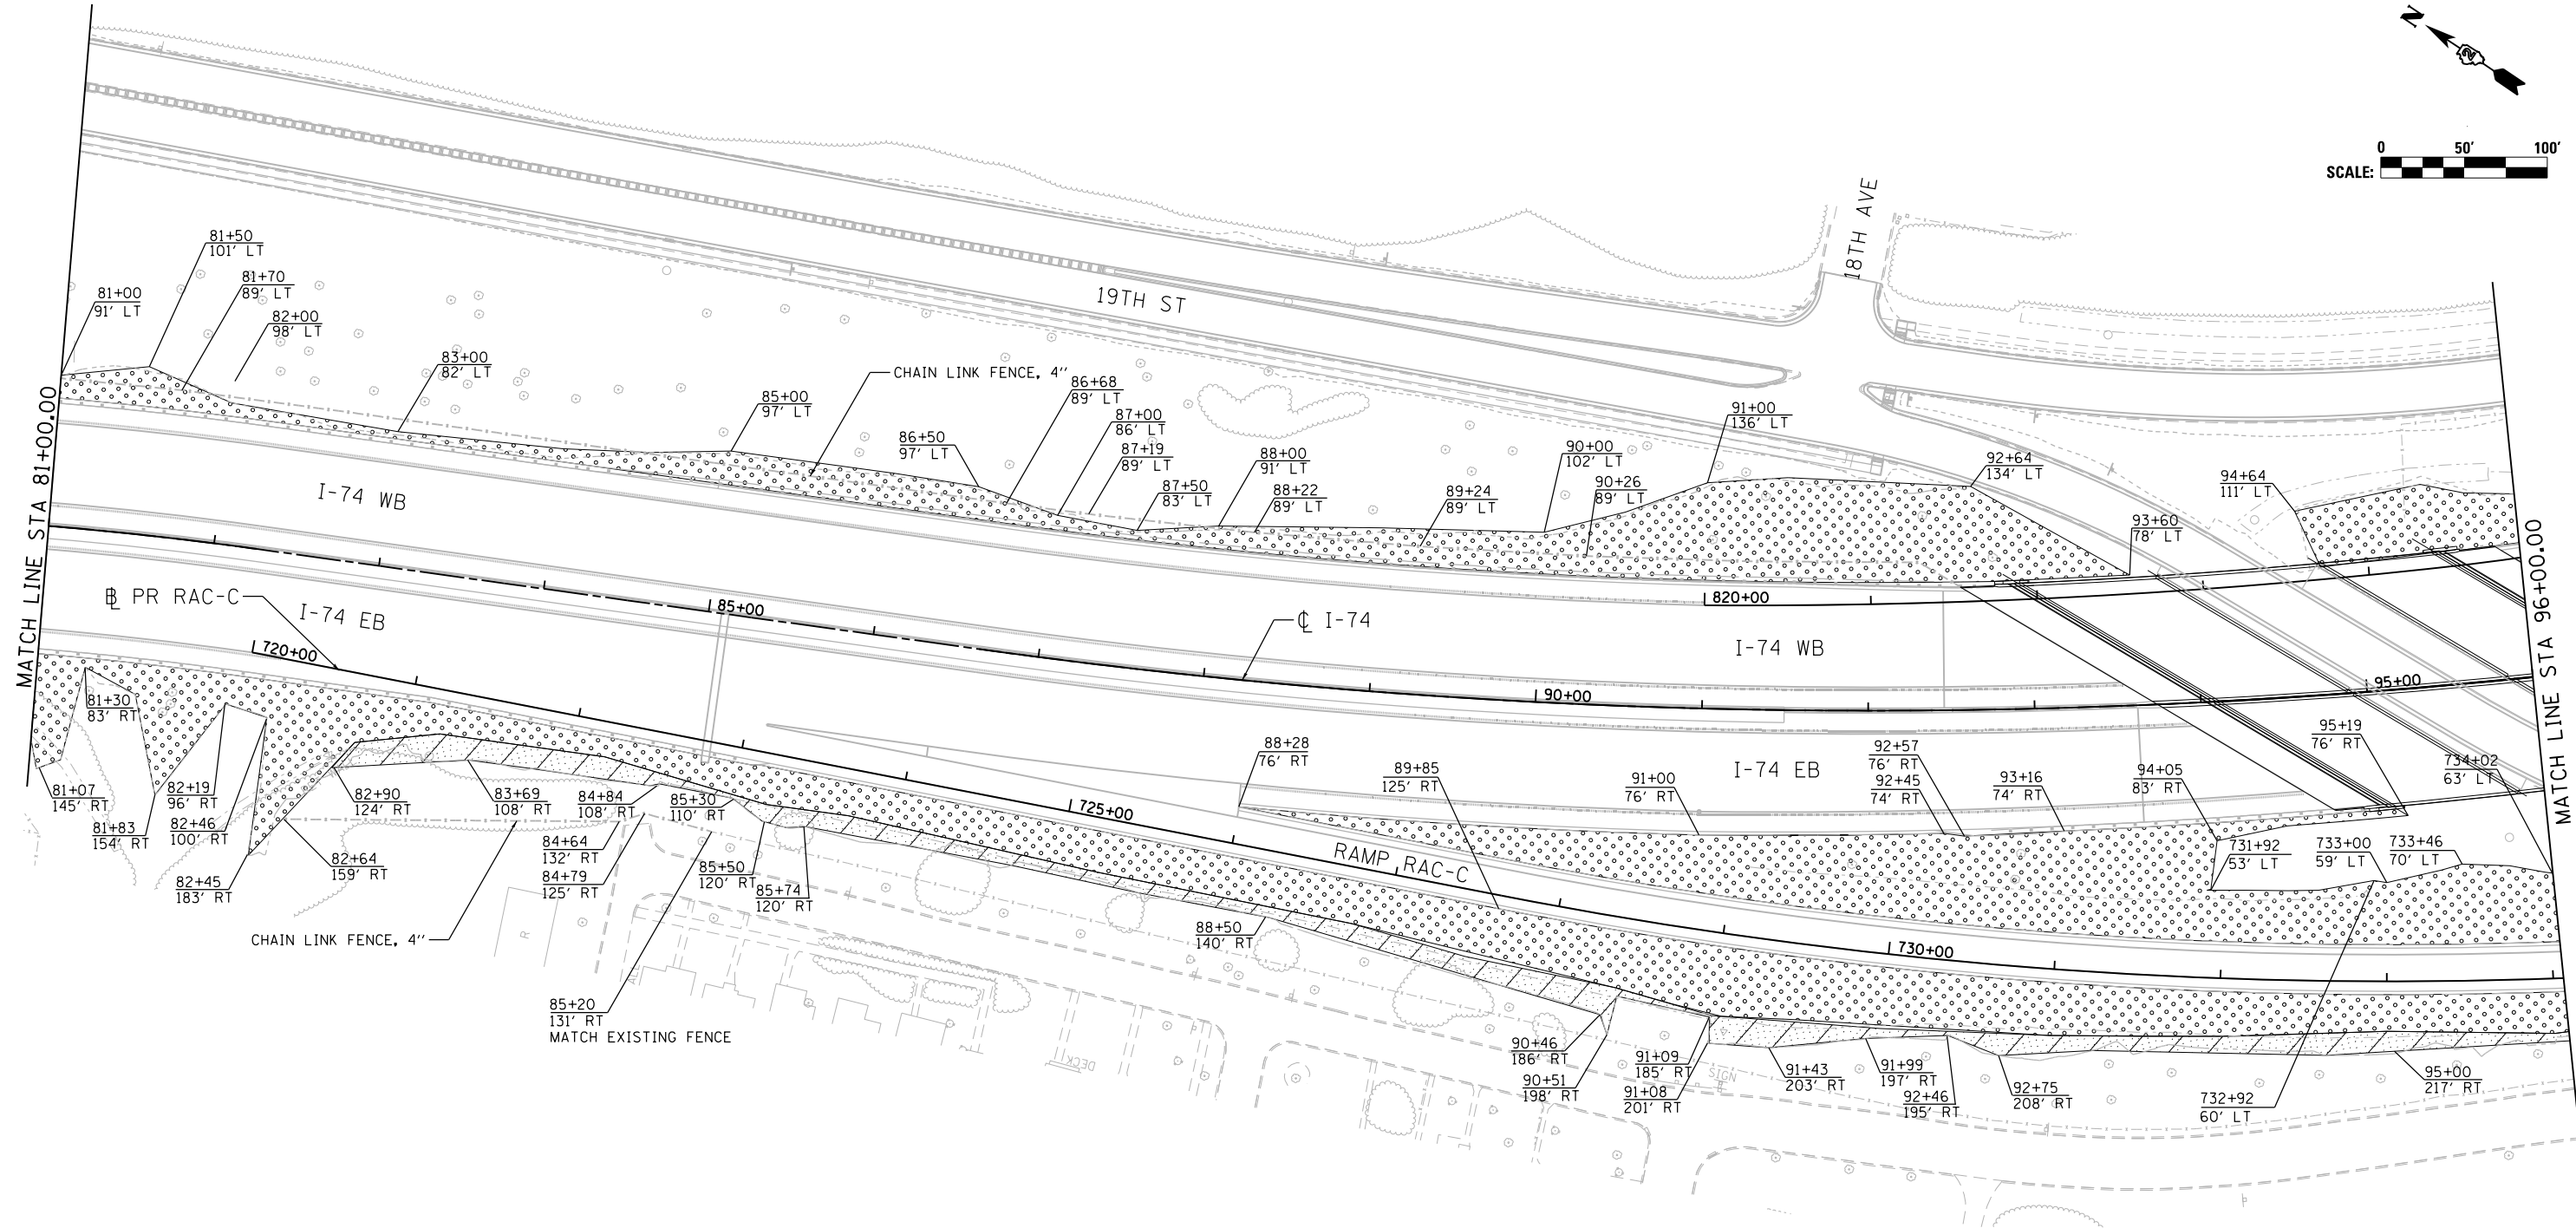 N
2
0 50' 100'
SCALE:
18TH AVE
19TH ST
MATCH LINE STA 81+00.00
MATCH LINE STA 96+00.00
81+00
91' LT
81+50
101' LT
81+70
89' LT
82+00
98' LT
83+00
82' LT
85+00
97' LT
CHAIN LINK FENCE, 4''
86+50
97' LT
86+68
89' LT
87+00
86' LT
87+19
89' LT
87+50
83' LT
88+00
91' LT
88+22
89' LT
89+24
89' LT
90+00
102' LT
90+26
89' LT
91+00
136' LT
92+64
134' LT
93+60
78' LT
94+64
111' LT
I-74 WB
I-74 EB
℄ I-74
BL PR RAC-C
85+00
90+00
95+00
820+00
I-74 WB
I-74 EB
720+00
725+00
730+00
RAMP RAC-C
81+30
83' RT
81+07
145' RT
81+83
154' RT
82+19
96' RT
82+46
100' RT
82+45
183' RT
82+64
159' RT
82+90
124' RT
83+69
108' RT
84+84
108' RT
84+64
132' RT
84+79
125' RT
85+30
110' RT
85+50
120' RT
85+74
120' RT
CHAIN LINK FENCE, 4''
85+20
131' RT
MATCH EXISTING FENCE
88+28
76' RT
89+85
125' RT
88+50
140' RT
91+00
76' RT
92+57
76' RT
92+45
74' RT
93+16
74' RT
94+05
83' RT
95+19
76' RT
734+02
63' LT
731+92
53' LT
733+00
59' LT
733+46
70' LT
90+46
186' RT
90+51
198' RT
91+09
185' RT
91+08
201' RT
91+43
203' RT
91+99
197' RT
92+46
195' RT
92+75
208' RT
732+92
60' LT
95+00
217' RT
R
DECK
SIGN